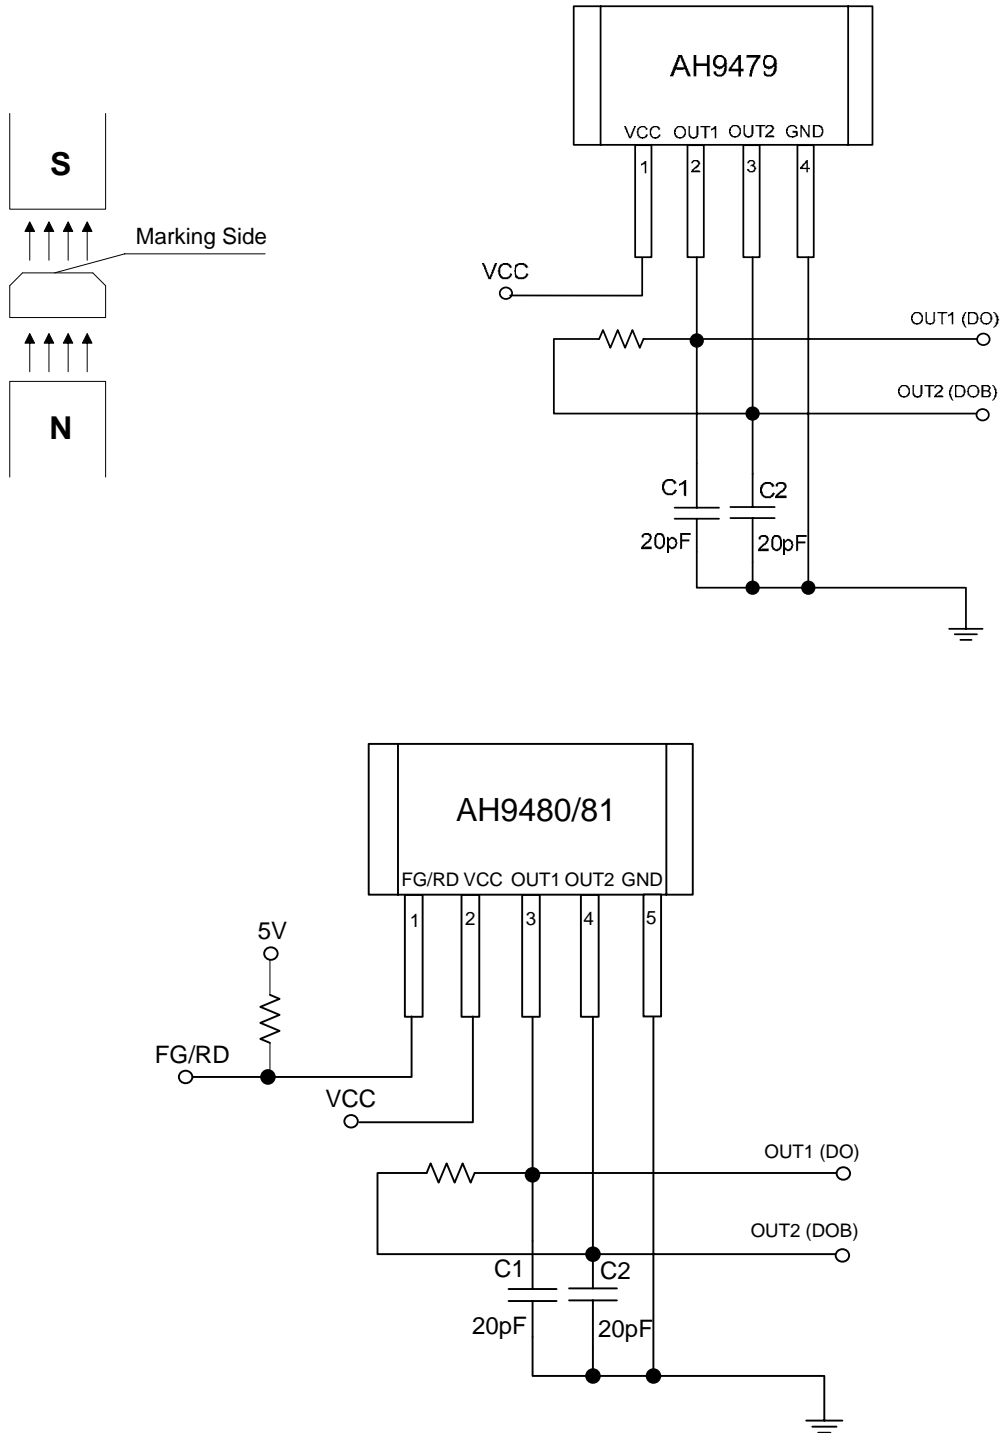 S
Marking Side
N
AH9479
VCC OUT1 OUT2 GND
1 2 3 4
VCC
OUT1 (DO)
OUT2 (DOB)
C1 C2
20pF 20pF
AH9480/81
FG/RD VCC OUT1 OUT2 GND
1 2 3 4 5
5V
FG/RD
VCC
OUT1 (DO)
OUT2 (DOB)
C1 C2
20pF 20pF